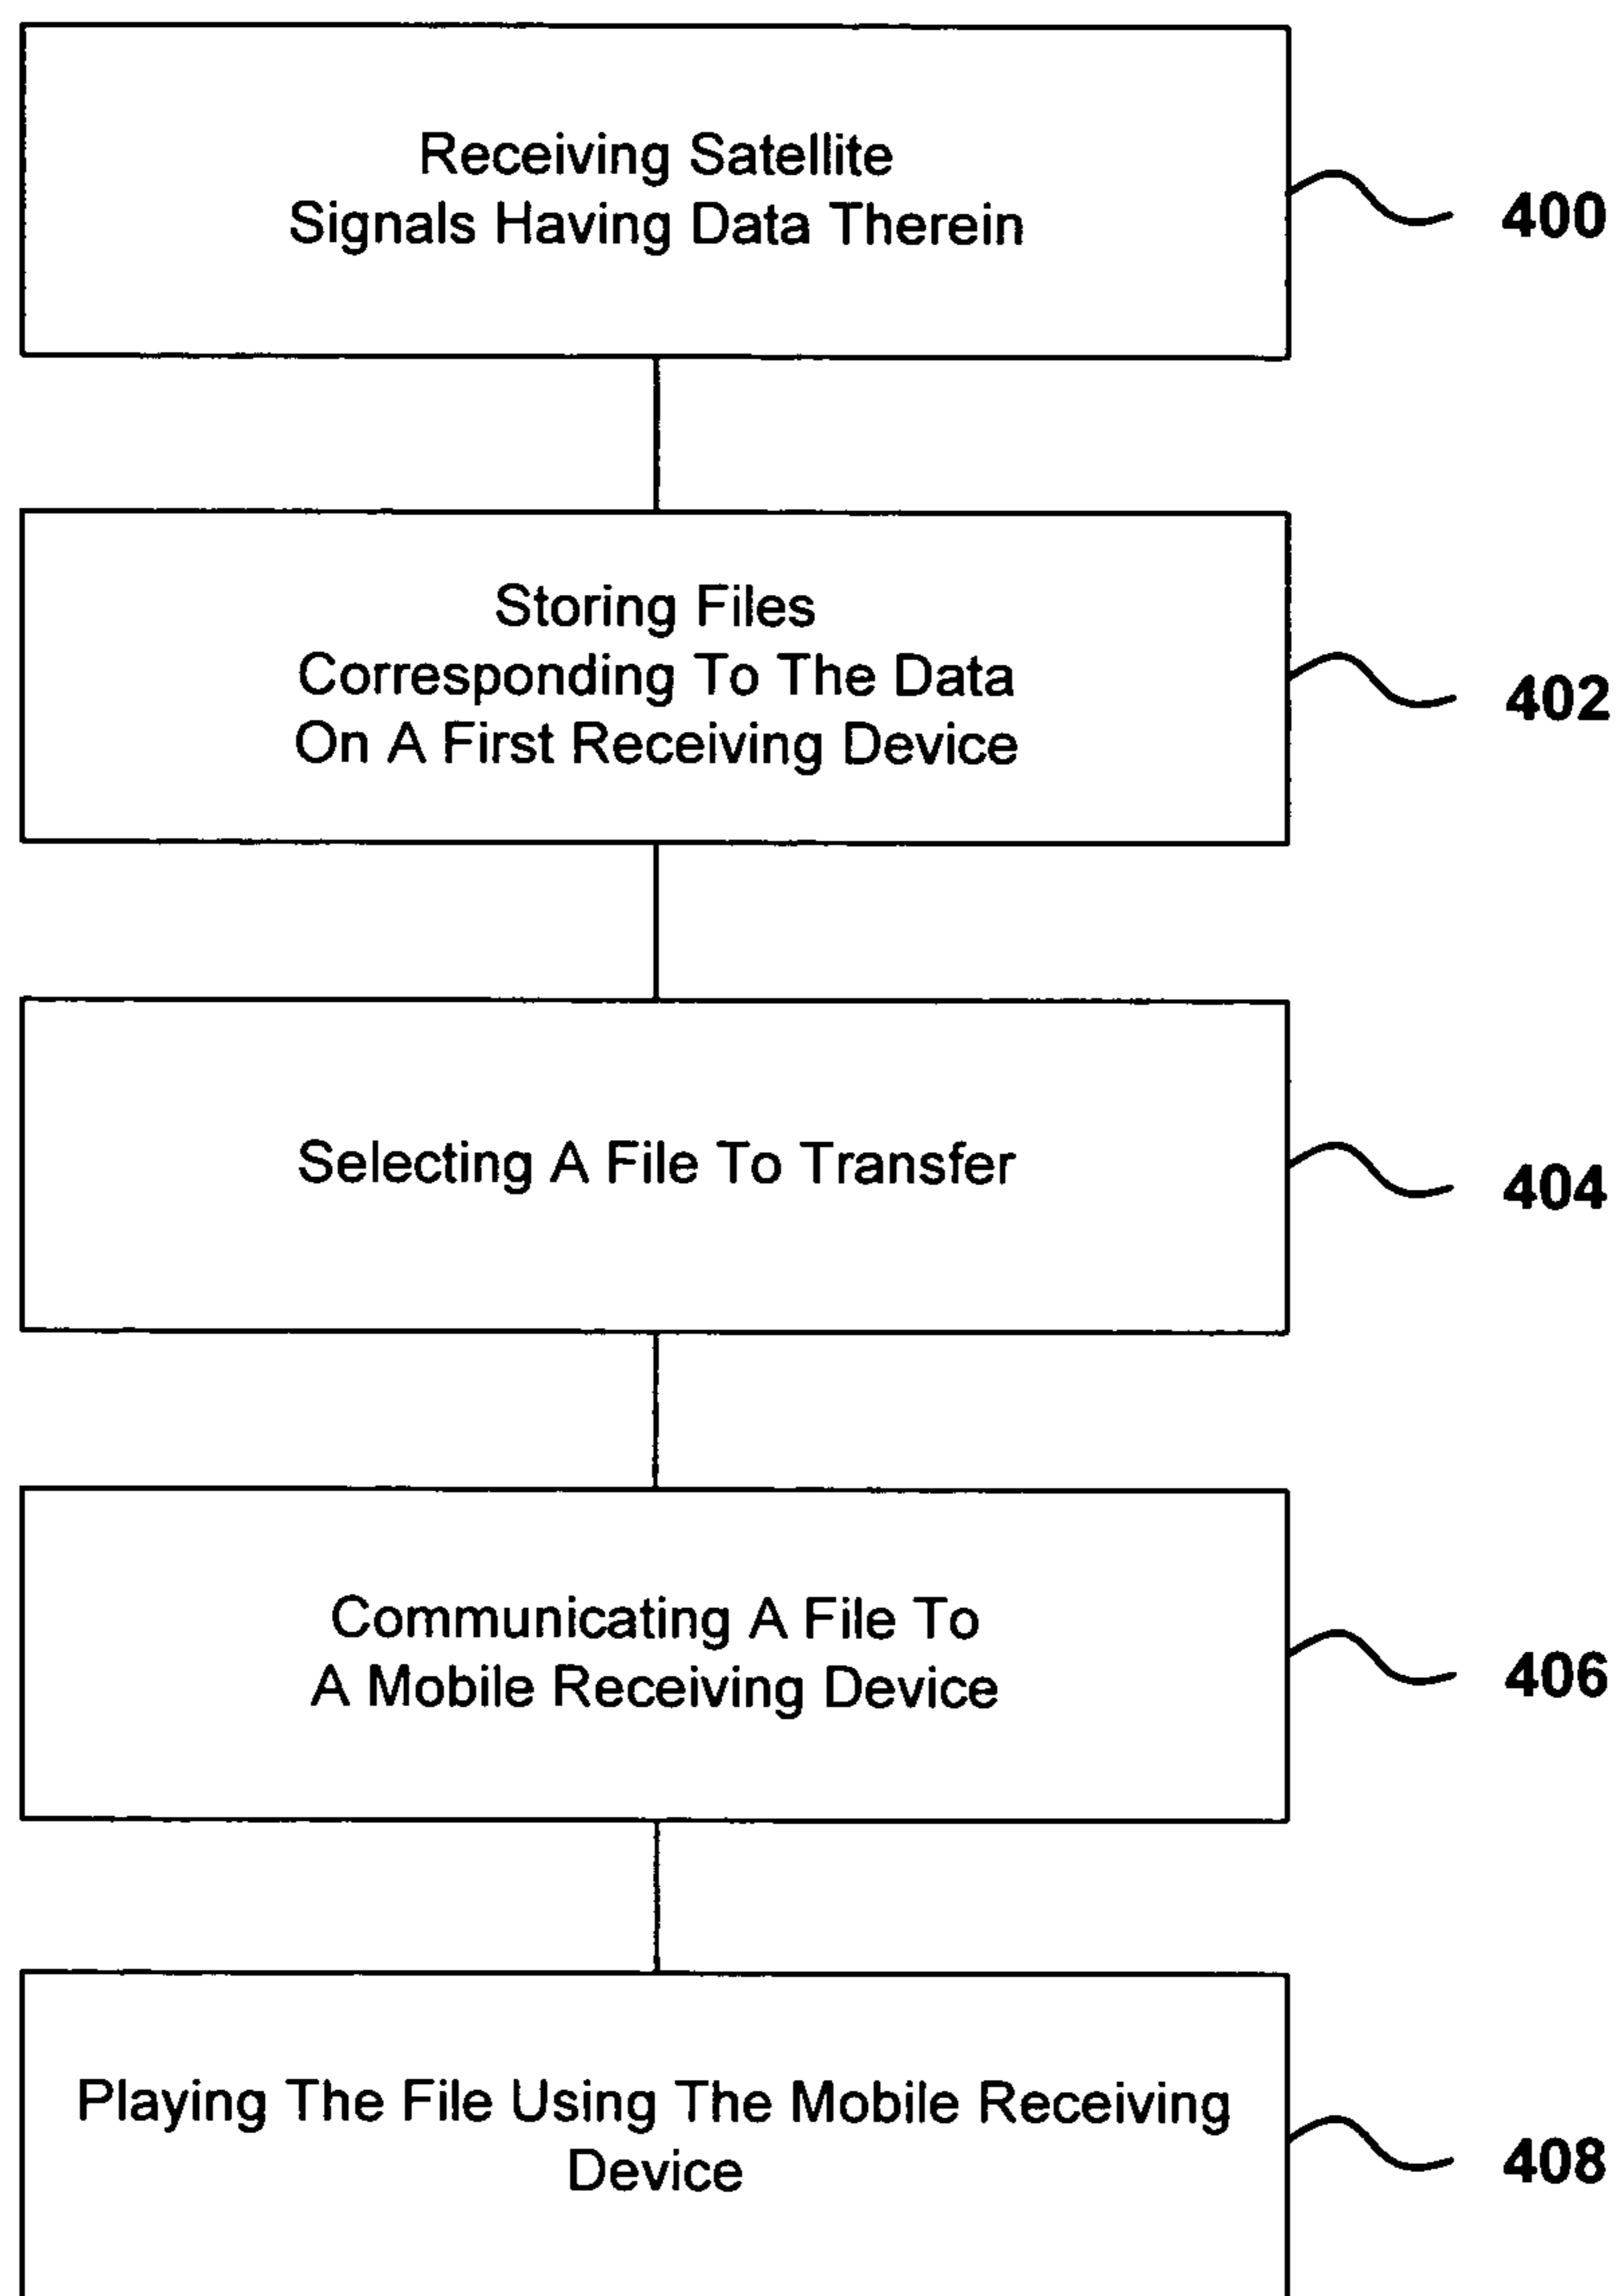 Receiving Satellite
Signals Having Data Therein
400
Storing Files
Corresponding To The Data
On A First Receiving Device
402
Selecting A File To Transfer
404
Communicating A File To
A Mobile Receiving Device
406
Playing The File Using The Mobile Receiving
Device
408